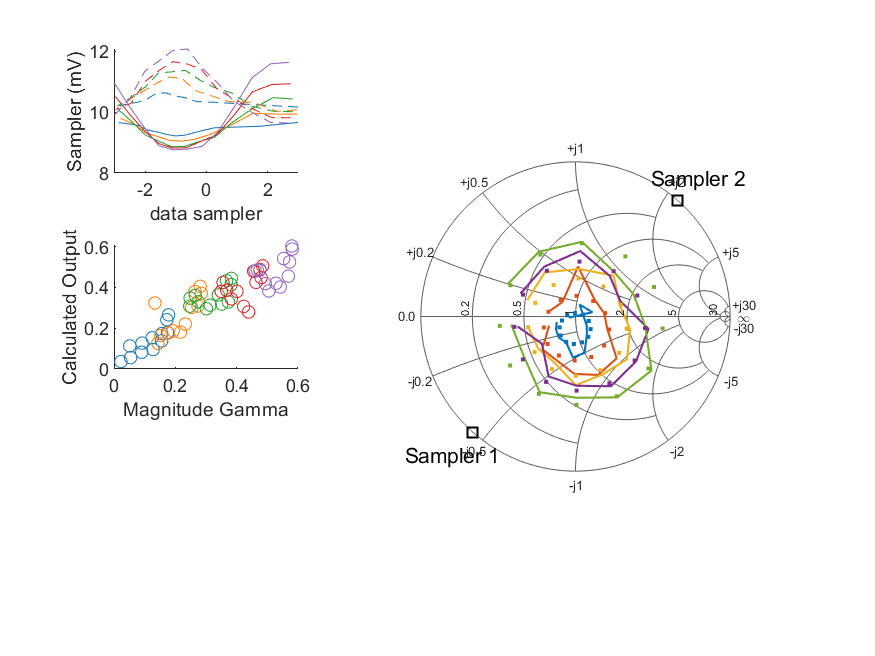 12
10
8
Sampler (mV)
-2
0
2
data sampler
0.6
0.4
0.2
0
Calculated Output
0
0.2
0.4
0.6
Magnitude Gamma
+j1
+j0.5
Sampler 2
+j0.2
+j5
0.0
0.2
0.5
1
2
5
30
+j30
∞
-j30
-j0.2
-j5
-j0.5
Sampler 1
-j2
-j1